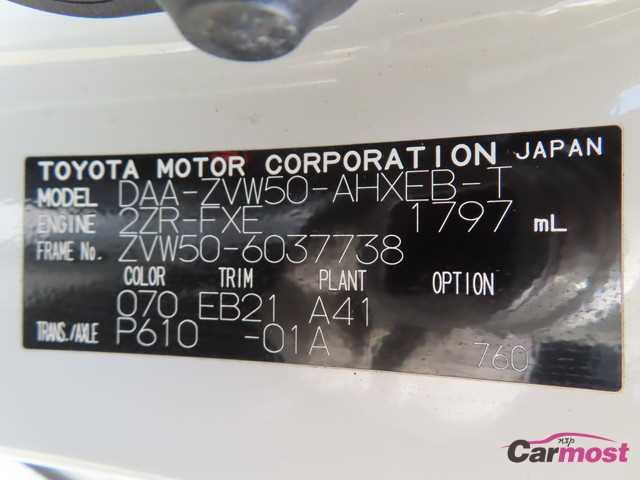 TOYOTA MOTOR CORPORATION JAPAN
MODEL DAA-ZVW50-AHXEB-T
ENGINE 2ZR-FXE 1797 mL
FRAME No. ZVW50-6037738
COLOR TRIM PLANT OPTION
070 EB21 A41
TRANS./AXLE P610 -01A
760
Carmost